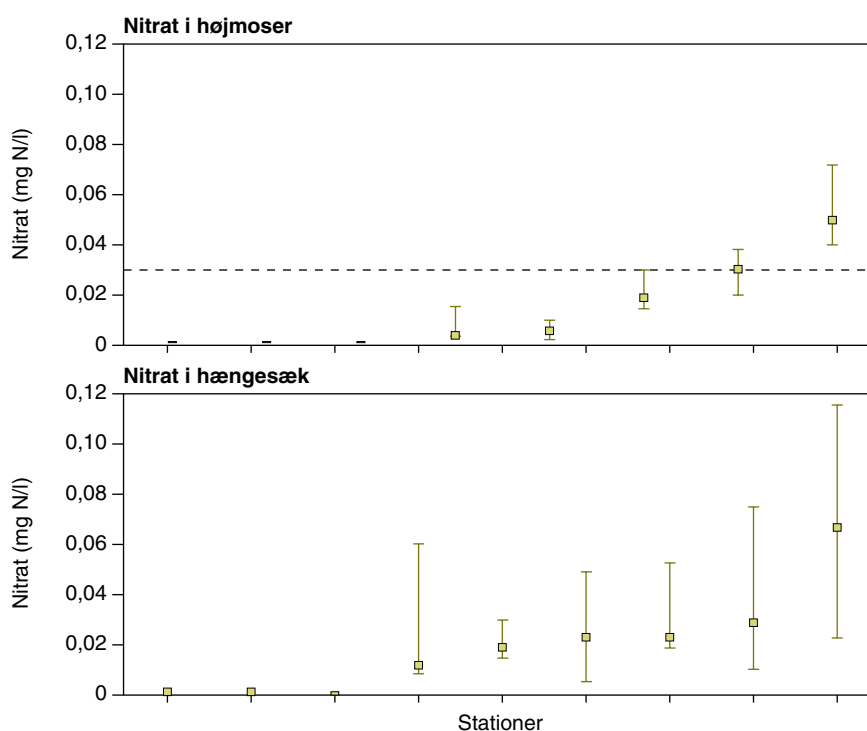 Nitrat i højmoser
0,12
0,10
0,08
0,06
0,04
0,02
0
Nitrat (mg N/l)
Nitrat i hængesæk
0,12
0,10
0,08
0,06
0,04
0,02
0
Nitrat (mg N/l)
Stationer